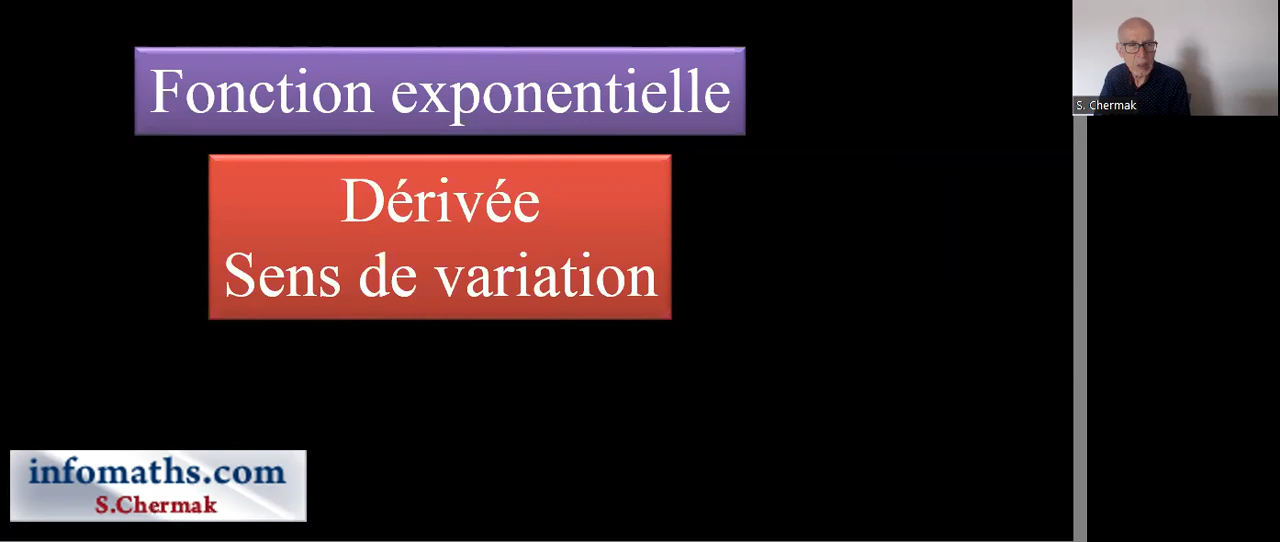 Fonction exponentielle
Dérivée
Sens de variation
S. Chermak
infomaths.com
S.Chermak